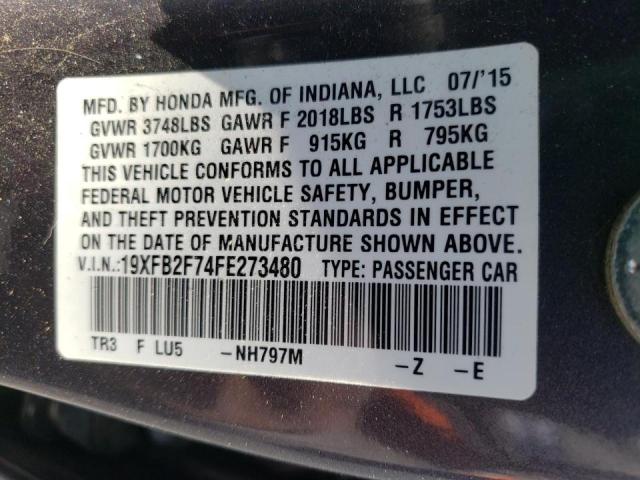 MFD. BY HONDA MFG. OF INDIANA, LLC 07/'15
GVWR 3748LBS GAWR F 2018LBS R 1753LBS
GVWR 1700KG GAWR F 915KG R 795KG
THIS VEHICLE CONFORMS TO ALL APPLICABLE
FEDERAL MOTOR VEHICLE SAFETY, BUMPER,
AND THEFT PREVENTION STANDARDS IN EFFECT
ON THE DATE OF MANUFACTURE SHOWN ABOVE.
V.I.N.:19XFB2F74FE273480 TYPE: PASSENGER CAR
TR3 F LU5 -NH797M -Z -E